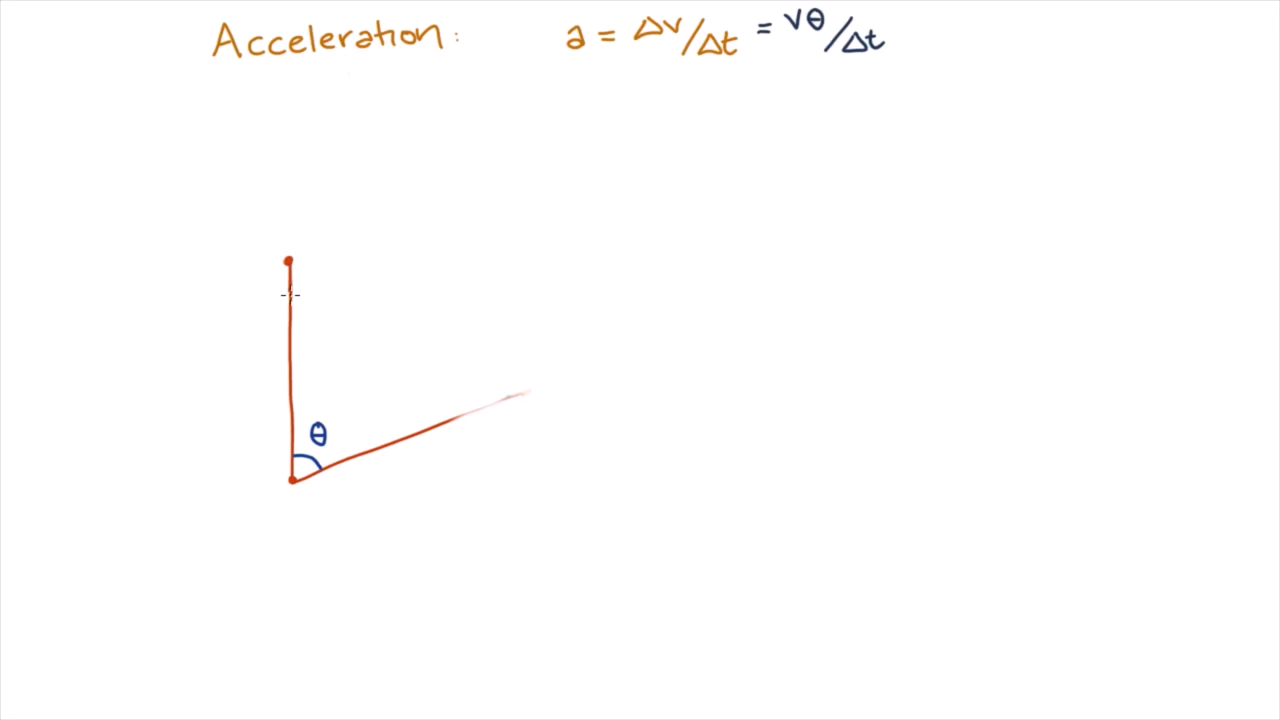 Acceleration: a = Δv/Δt = vθ/Δt
θ